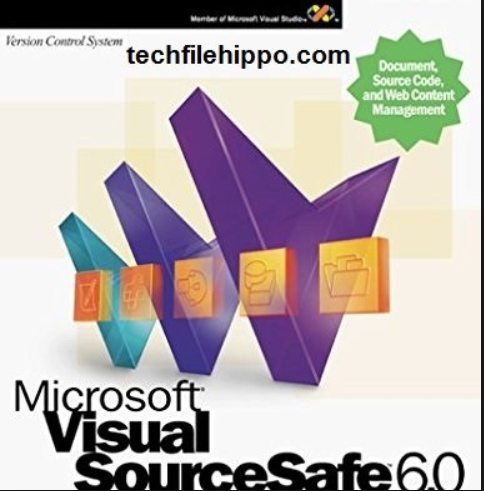 Member of Microsoft Visual Studio™
Version Control System
techfilehippo.com
Document,
Source Code,
and Web Content
Management
Microsoft®
Visual
SourceSafe 6.0